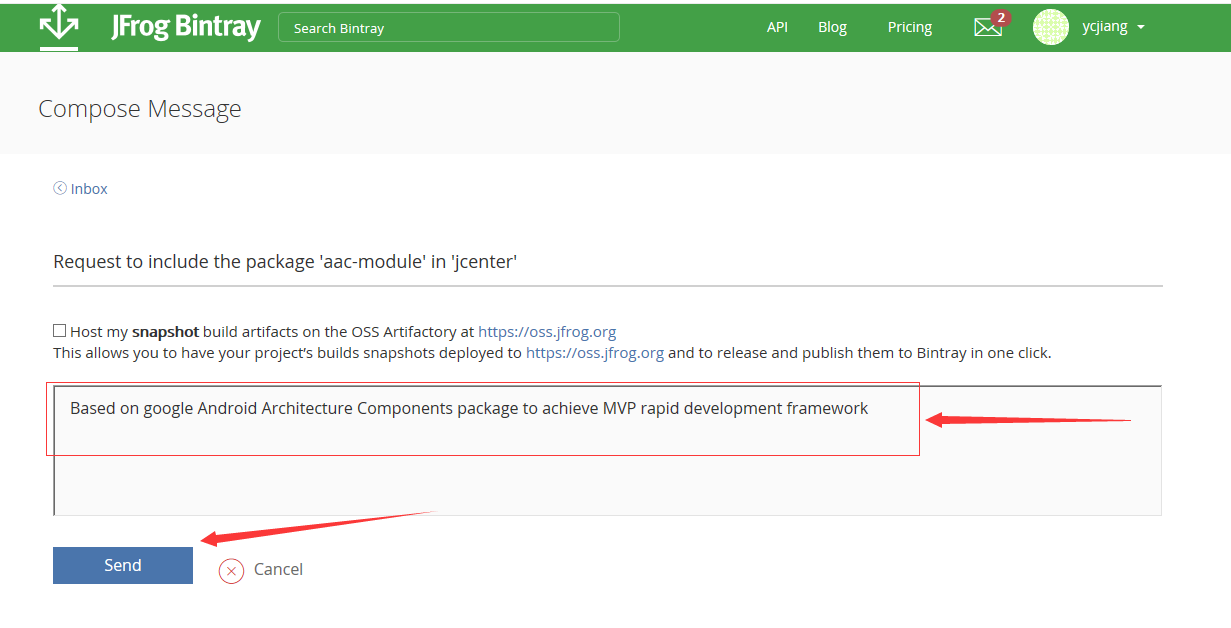 JFrog Bintray
Search Bintray
API
Blog
Pricing
2
ycjiang
Compose Message
Inbox
Request to include the package 'aac-module' in 'jcenter'
Host my snapshot build artifacts on the OSS Artifactory at https://oss.jfrog.org
This allows you to have your project's builds snapshots deployed to https://oss.jfrog.org and to release and publish them to Bintray in one click.
Based on google Android Architecture Components package to achieve MVP rapid development framework
Send
Cancel